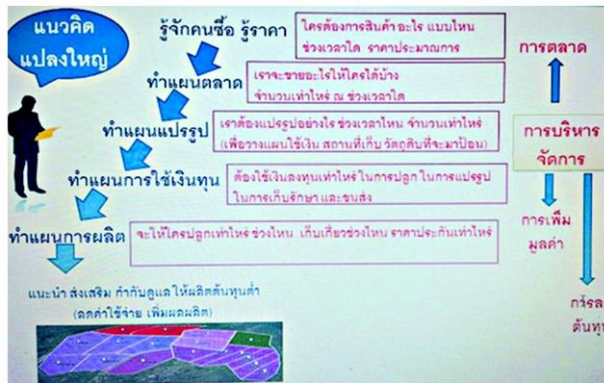 แนวคิด
แปลงใหญ่
รู้จักคนซื้อ รู้ราคา
ใครต้องการสินค้าอะไร แบบไหน
ช่วงเวลาใด ราคาประมาณการ
ทำแผนตลาด
เราจะขายอะไรให้ใครได้บ้าง
จำนวนเท่าไหร่ ณ ช่วงเวลาใด
ทำแผนแปรรูป
เราต้องแปรรูปอย่างไร ช่วงเวลาไหน จำนวนเท่าไหร่
(เพื่อวางแผนใช้เงิน สถานที่เก็บ วัตถุดิบที่จะมาป้อน)
ทำแผนการใช้เงินทุน
ต้องใช้เงินลงทุนเท่าไหร่ ในการปลูก ในการแปรรูป
ในการเก็บรักษา และขนส่ง
ทำแผนการผลิต
จะให้ใครปลูกเท่าไหร่ ช่วงไหน เก็บเกี่ยวช่วงไหน ราคาประกันเท่าไหร่
แนะนำ ส่งเสริม กำกับดูแล ให้ผลิตต้นทุนต่ำ
(ลดค่าใช้จ่าย เพิ่มผลผลิต)
การตลาด
การบริหาร
จัดการ
การเพิ่ม
มูลค่า